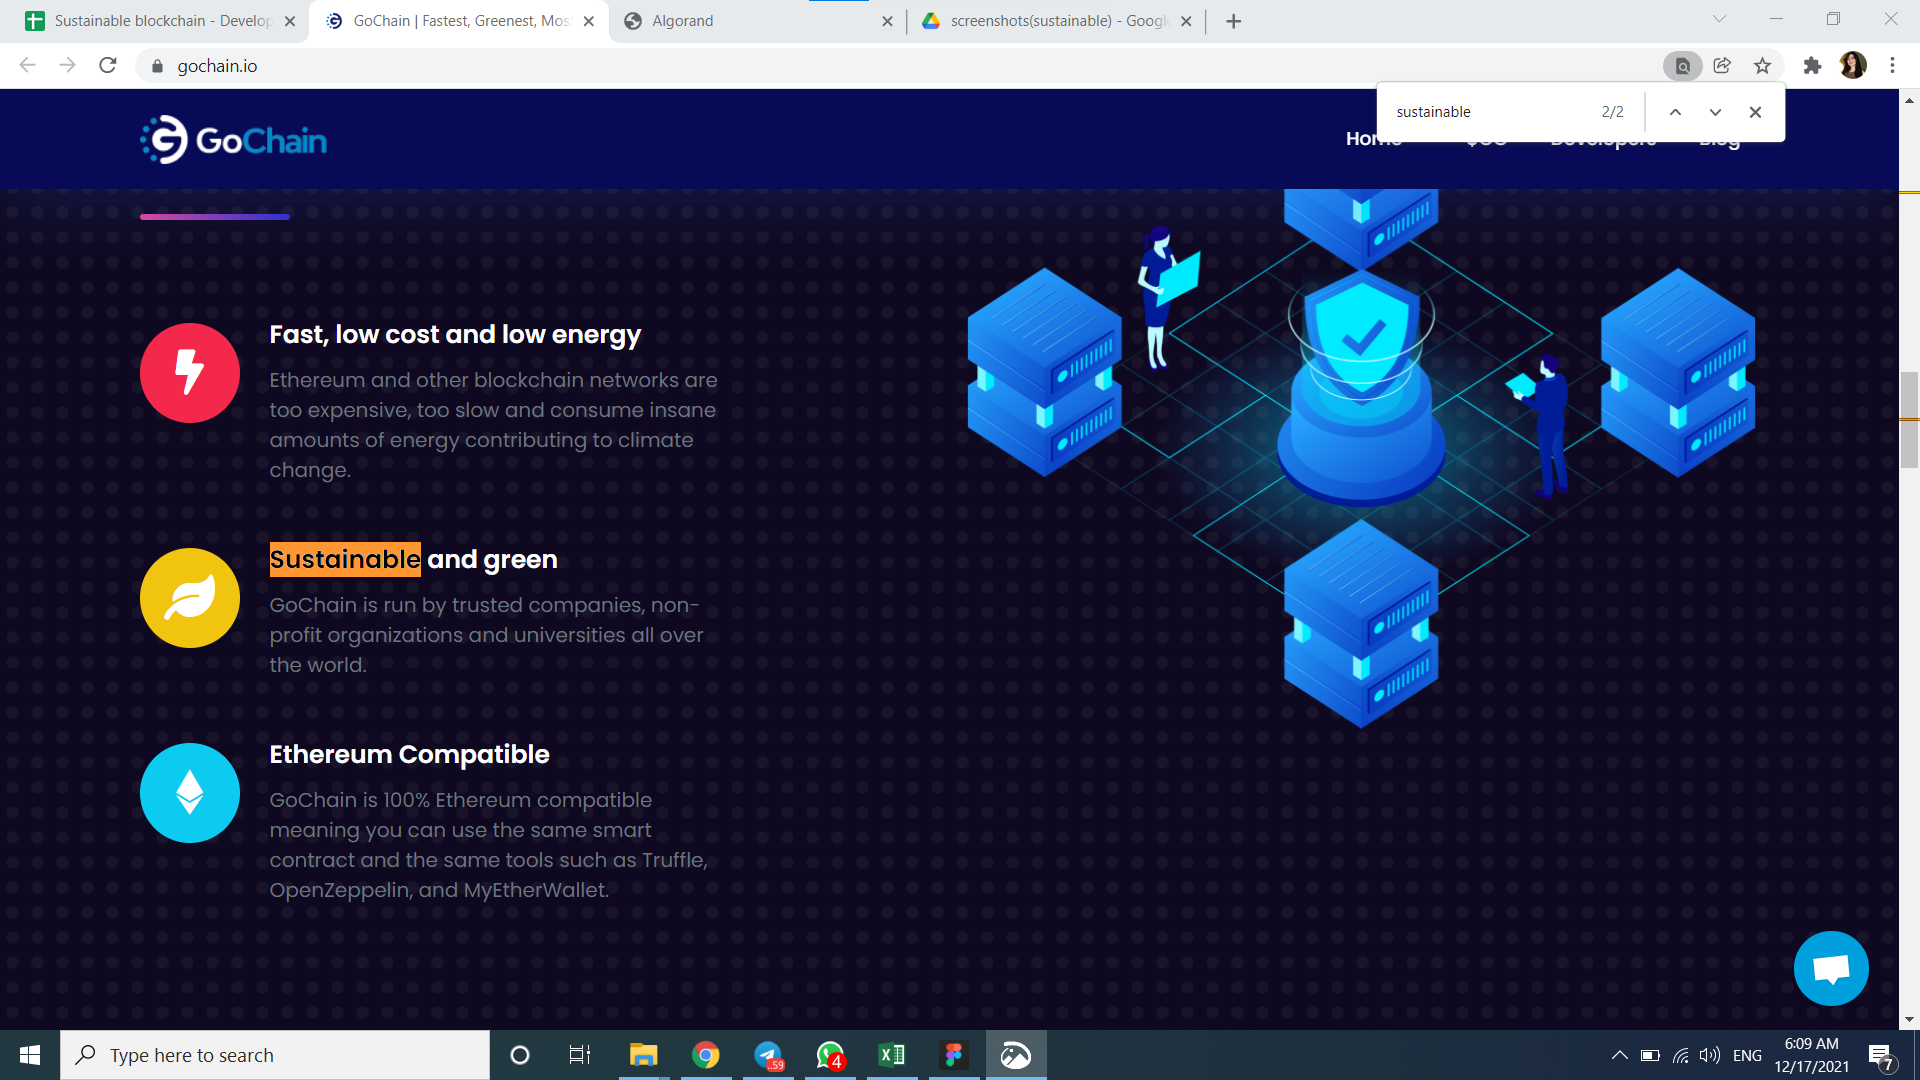 Sustainable blockchain - Develop
GoChain | Fastest, Greenest, Mos
Algorand
screenshots(sustainable) - Googl
gochain.io
sustainable
2/2
GoChain
Home
$GO
Developers
Blog
Fast, low cost and low energy
Ethereum and other blockchain networks are
too expensive, too slow and consume insane
amounts of energy contributing to climate
change.
Sustainable and green
GoChain is run by trusted companies, non-
profit organizations and universities all over
the world.
Ethereum Compatible
GoChain is 100% Ethereum compatible
meaning you can use the same smart
contract and the same tools such as Truffle,
OpenZeppelin, and MyEtherWallet.
Type here to search
..59
4
ENG
6:09 AM
12/17/2021
7